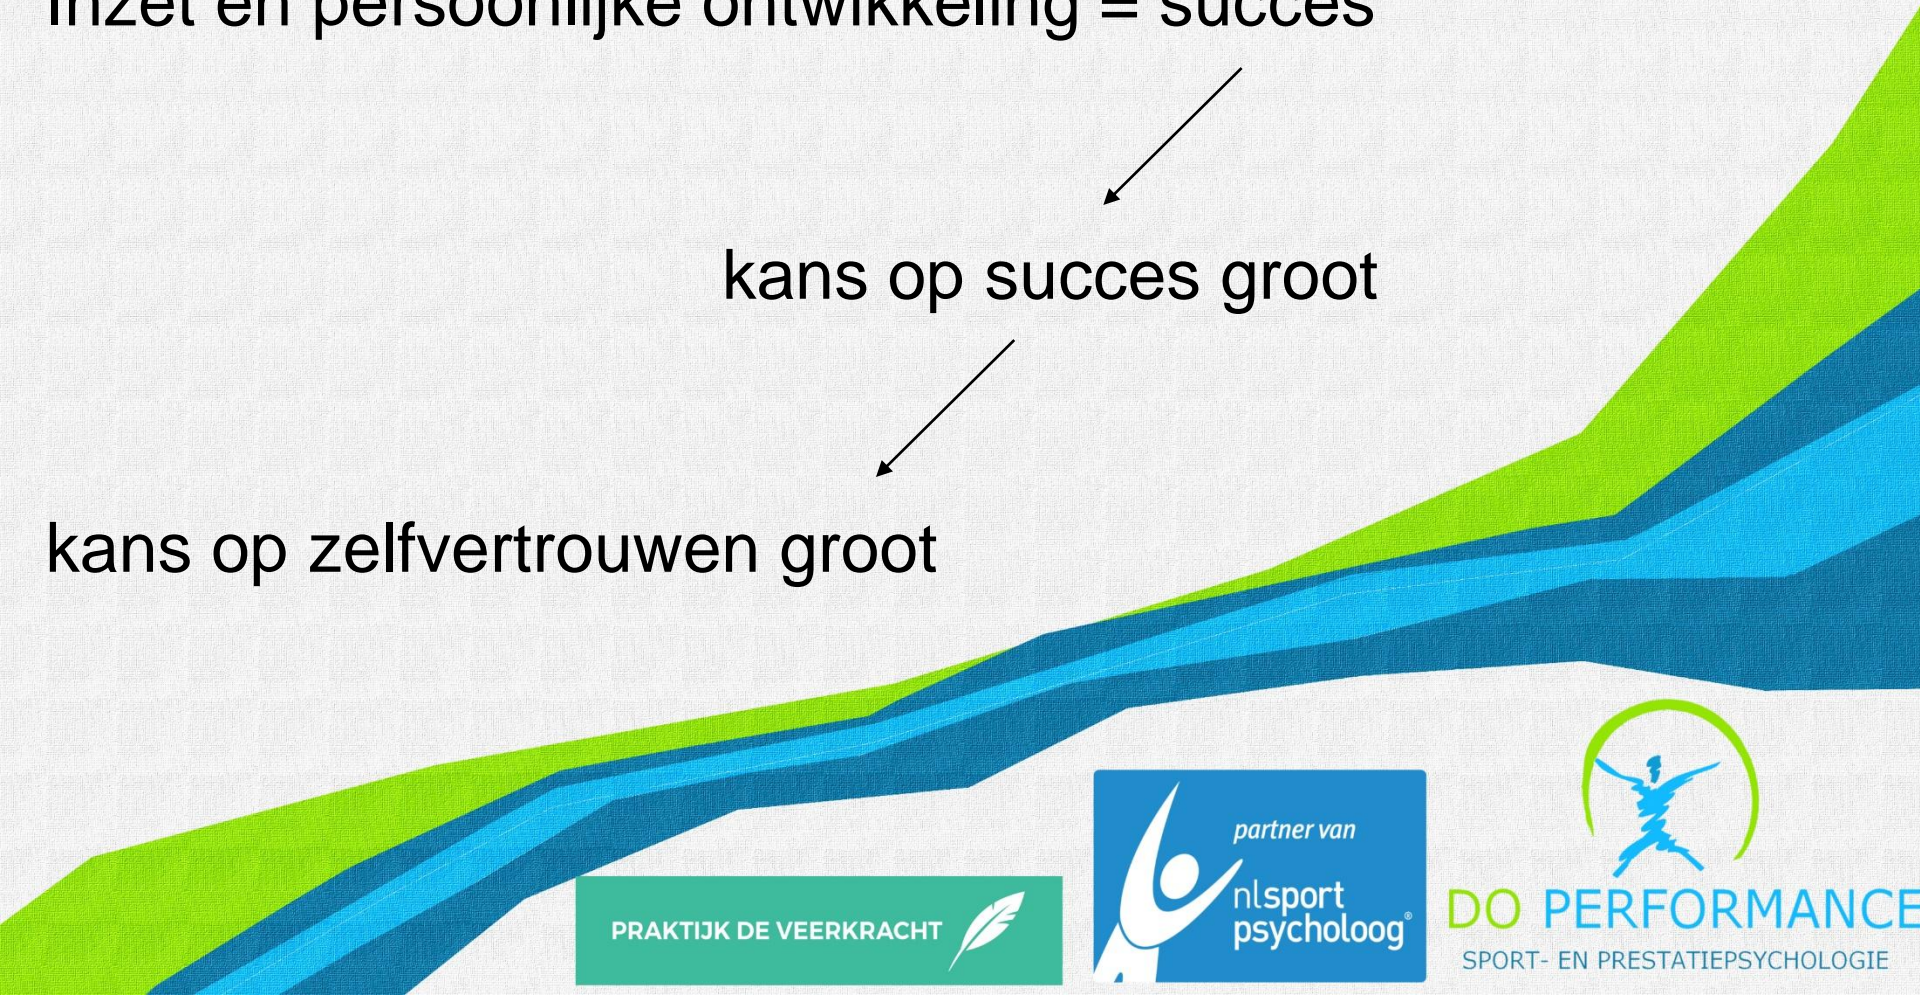 inzet en persoonlijke ontwikkeling = succes
kans op succes groot
kans op zelfvertrouwen groot
PRAKTIJK DE VEERKRACHT
partner van
nlsport
psycholoog®
DO PERFORMANCE
SPORT- EN PRESTATIEPSYCHOLOGIE